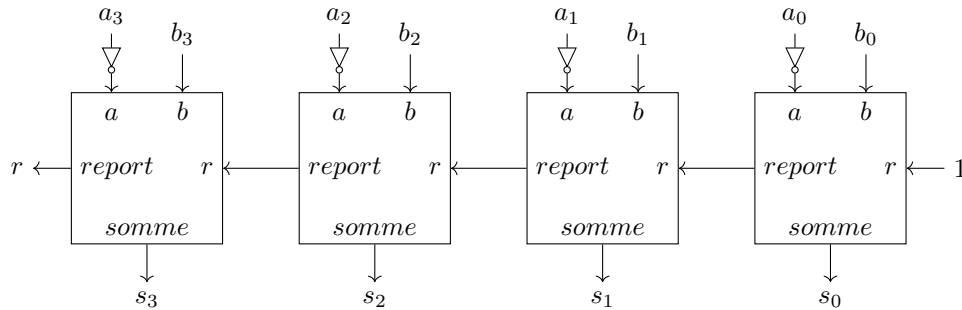 a₃ a₂ a₁ a₀
b₃ b₂ b₁ b₀
a b a b a b a b
r report r report r report r report r 1
somme somme somme somme
s₃ s₂ s₁ s₀